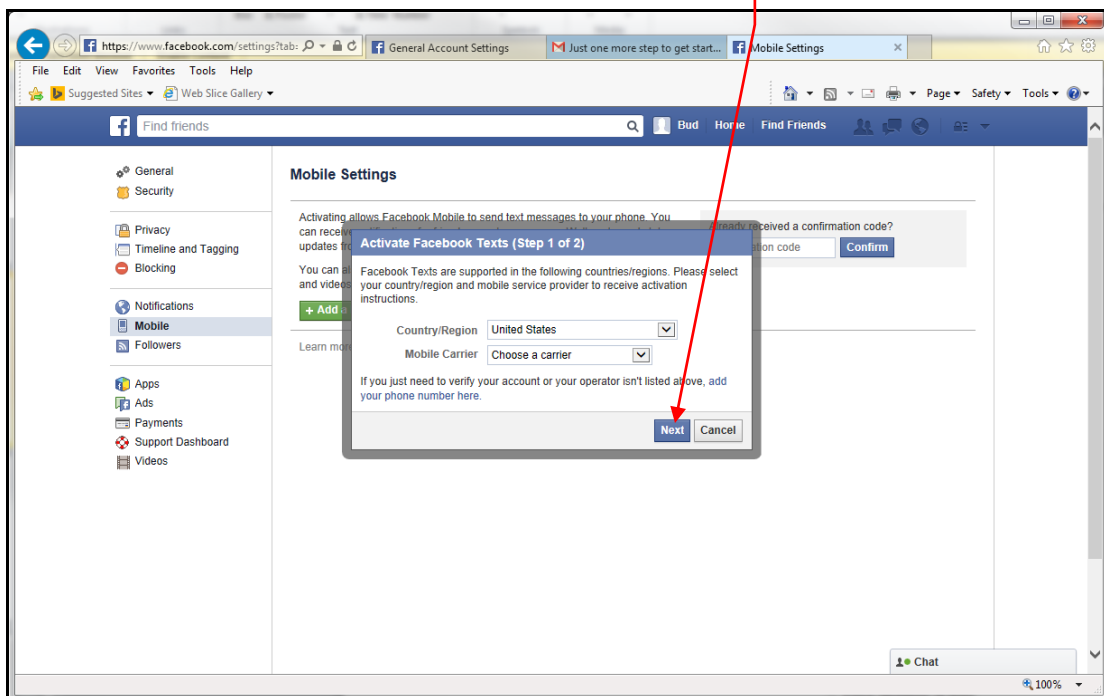 https://www.facebook.com/settings?tab=
General Account Settings
Just one more step to get start...
Mobile Settings
File Edit View Favorites Tools Help
Suggested Sites
Web Slice Gallery
Page Safety Tools
Find friends
Bud Home Find Friends
General
Security
Privacy
Timeline and Tagging
Blocking
Notifications
Mobile
Followers
Apps
Ads
Payments
Support Dashboard
Videos
Mobile Settings
Activating allows Facebook Mobile to send text messages to your phone. You
can receive
updates
You can
and videos
+ Add a
Learn more
Already received a confirmation code?
code
Confirm
Activate Facebook Texts (Step 1 of 2)
Facebook Texts are supported in the following countries/regions. Please select
your country/region and mobile service provider to receive activation
instructions.
Country/Region United States
Mobile Carrier Choose a carrier
If you just need to verify your account or your operator isn't listed above, add
your phone number here.
Next Cancel
Chat
100%